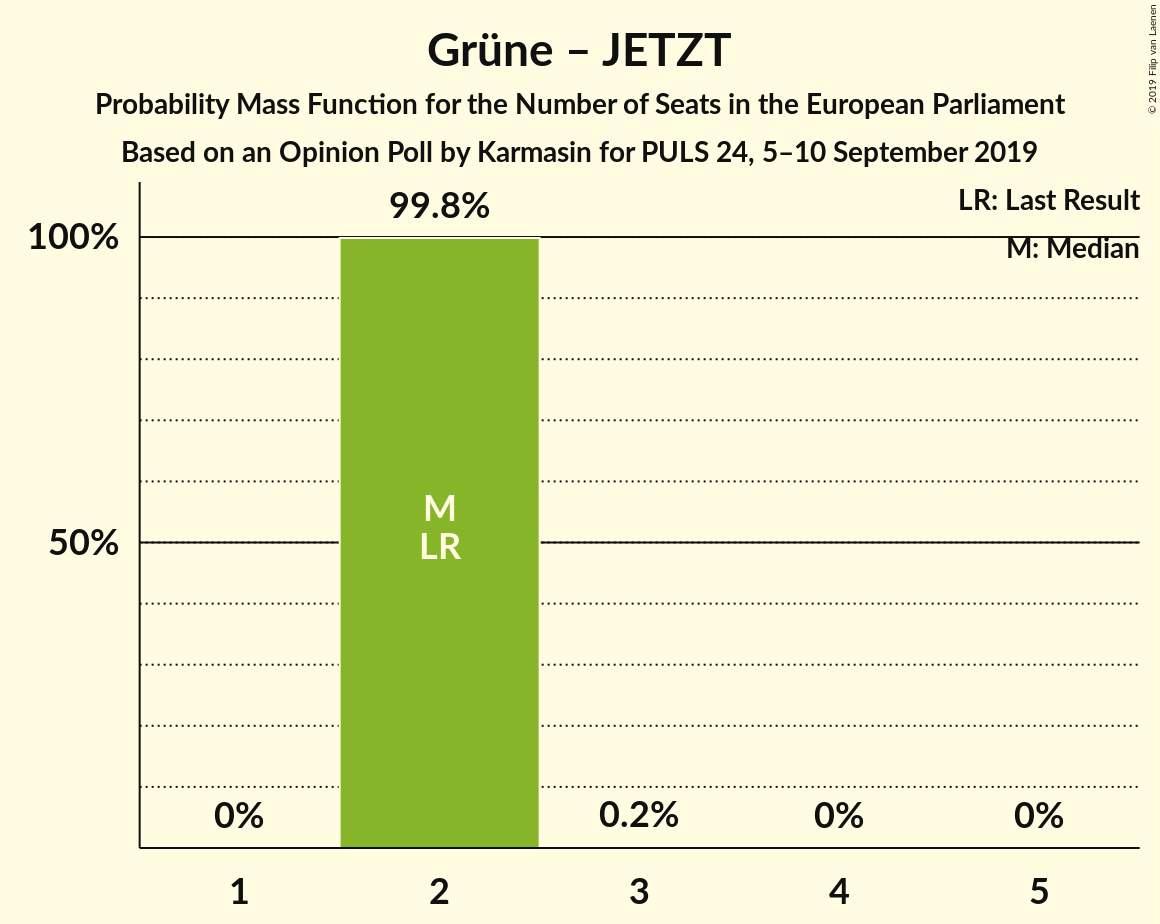 Grüne – JETZT
Probability Mass Function for the Number of Seats in the European Parliament
Based on an Opinion Poll by Karmasin for PULS 24, 5–10 September 2019
© 2019 Filip van Laenen
LR: Last Result
M: Median
100%
50%
99.8%
M
LR
0%
0.2%
0%
0%
1
2
3
4
5